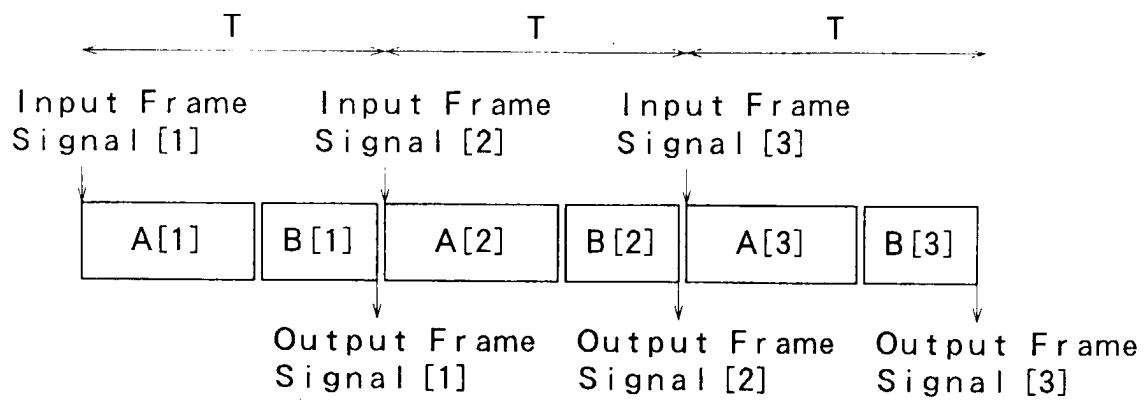 T T T
Input Frame Signal [1]
Input Frame Signal [2]
Input Frame Signal [3]
A[1] B[1] A[2] B[2] A[3] B[3]
Output Frame Signal [1]
Output Frame Signal [2]
Output Frame Signal [3]